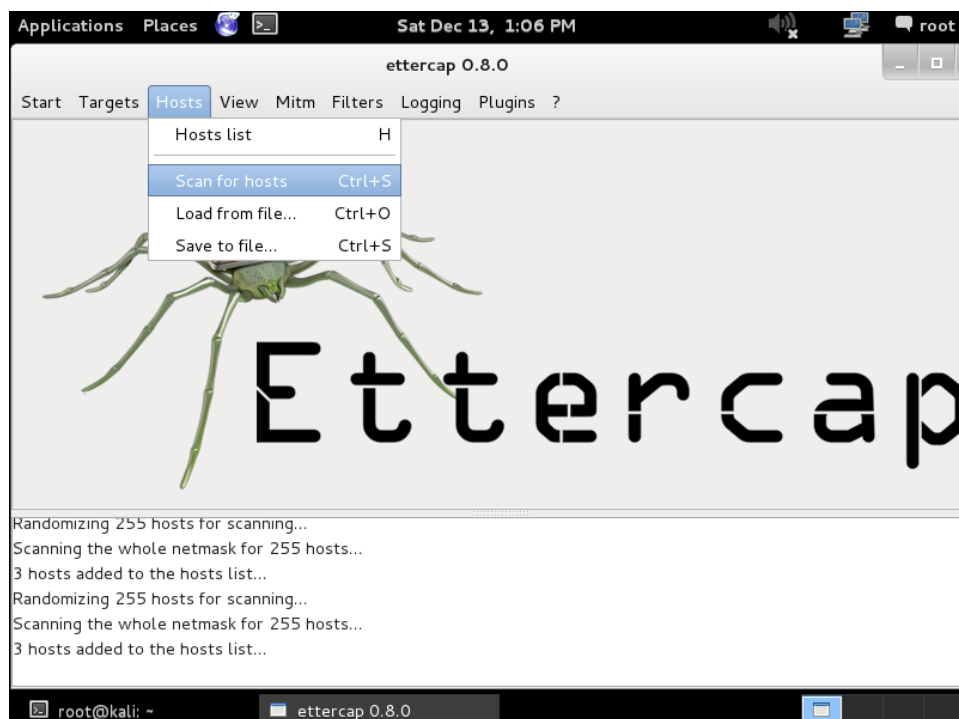 Applications Places Sat Dec 13, 1:06 PM root
ettercap 0.8.0
Start Targets Hosts View Mitm Filters Logging Plugins ?
Hosts list H
Scan for hosts Ctrl+S
Load from file... Ctrl+O
Save to file... Ctrl+S
Ettercap
Randomizing 255 hosts for scanning...
Scanning the whole netmask for 255 hosts...
3 hosts added to the hosts list...
Randomizing 255 hosts for scanning...
Scanning the whole netmask for 255 hosts...
3 hosts added to the hosts list...
root@kali: ~ ettercap 0.8.0